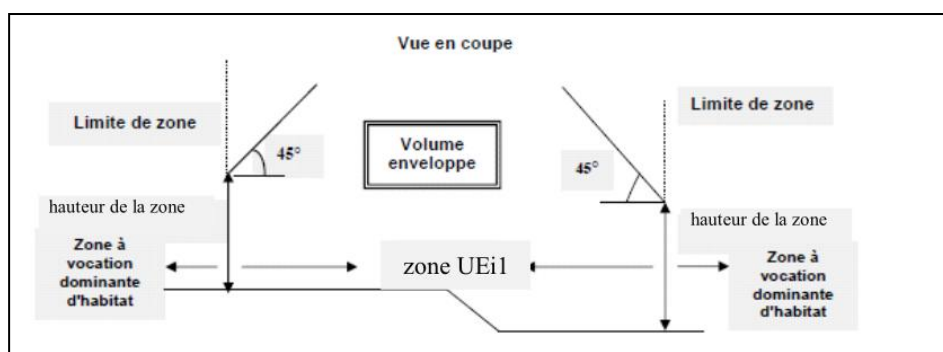 Vue en coupe
Limite de zone
45°
Volume
enveloppe
45°
Limite de zone
hauteur de la zone
hauteur de la zone
Zone à
vocation
dominante
d'habitat
zone UEi1
Zone à
vocation
dominante
d'habitat